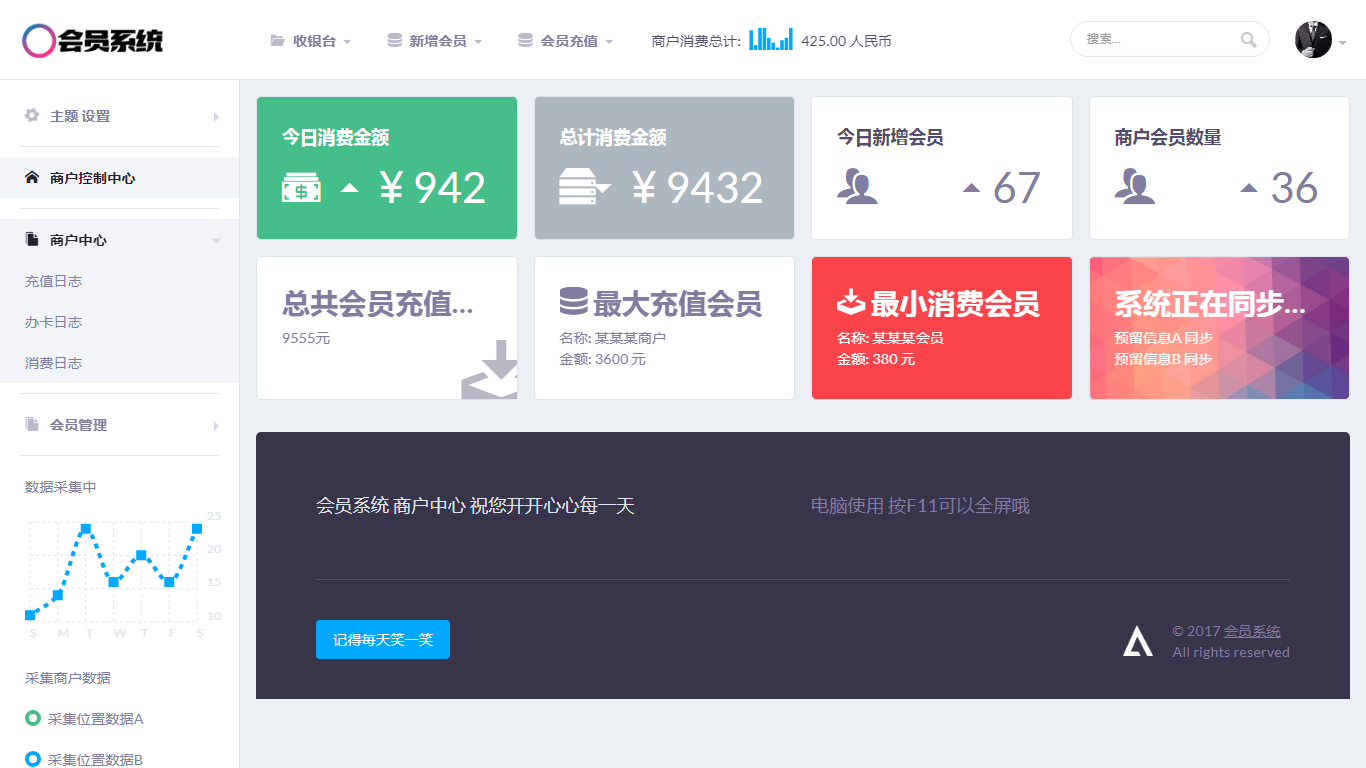 会员系统
收银台
新增会员
会员充值
商户消费总计:
425.00 人民币
搜索...
主题 设置
商户控制中心
商户中心
充值日志
办卡日志
消费日志
会员管理
数据采集中
25
20
15
10
S M T W T F S
采集商户数据
采集位置数据A
采集位置数据B
今日消费金额
¥ 942
总计消费金额
¥ 9432
今日新增会员
67
商户会员数量
36
总共会员充值...
9555元
最大充值会员
名称: 某某某商户
金额: 3600 元
最小消费会员
名称: 某某某会员
金额: 380 元
系统正在同步...
预留信息A 同步
预留信息B 同步
会员系统 商户中心 祝您开开心心每一天
电脑使用 按F11可以全屏哦
记得每天笑一笑
© 2017 会员系统
All rights reserved